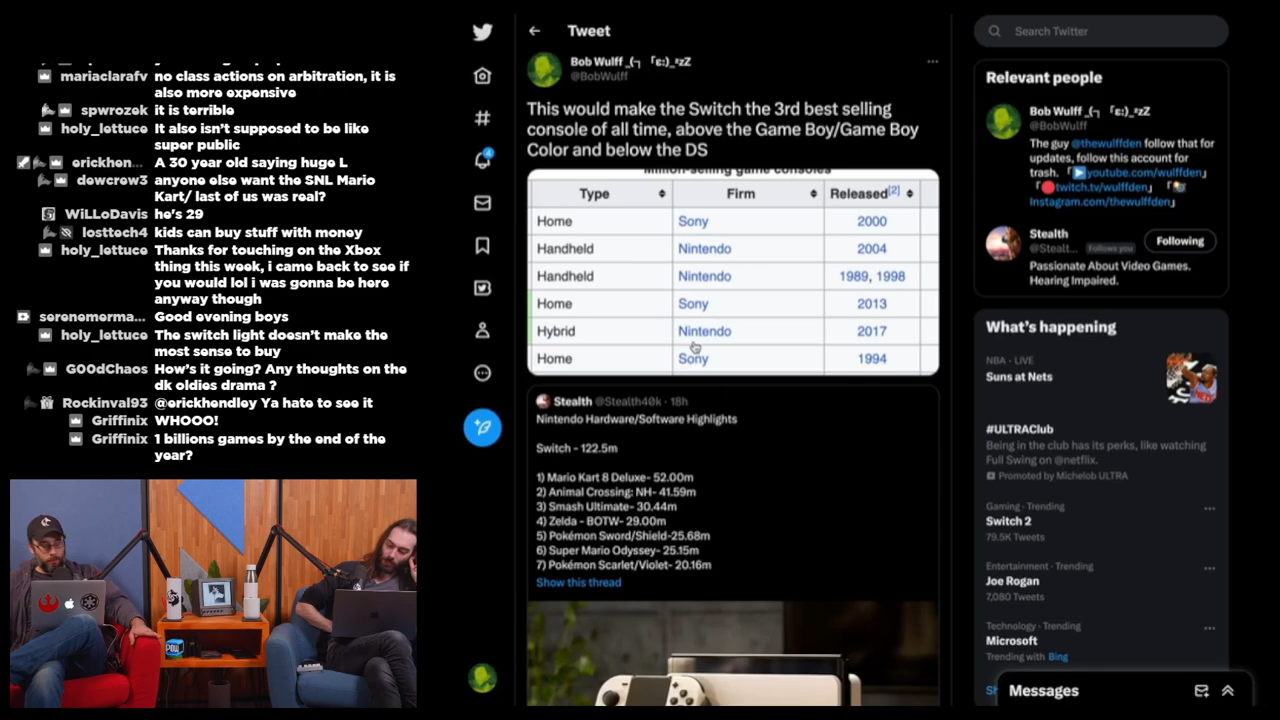 mariaclarafv no class actions on arbitration, it is
also more expensive
spwrozek it is terrible
holy_lettuce It also isn't supposed to be like
super public
erickhen... A 30 year old saying huge L
dewcrew3 anyone else want the SNL Mario
Kart/ last of us was real?
WiLLoDavis he's 29
losttech4 kids can buy stuff with money
holy_lettuce Thanks for touching on the Xbox
thing this week, i came back to see if
you would lol i was gonna be here
anyway though
serenemerma... Good evening boys
holy_lettuce The switch light doesn't make the
most sense to buy
G00dChaos How's it going? Any thoughts on the
dk oldies drama ?
Rockinval93 @erickhendley Ya hate to see it
Griffinix WHOOO!
Griffinix 1 billions games by the end of the
year?
POW
4
Tweet
Bob Wulff _(┐ 「ε:)_ᶻzZ
@BobWulff
This would make the Switch the 3rd best selling
console of all time, above the Game Boy/Game Boy
Color and below the DS
Million-selling game consoles
Type Firm Released[2]
Home Sony 2000
Handheld Nintendo 2004
Handheld Nintendo 1989, 1998
Home Sony 2013
Hybrid Nintendo 2017
Home Sony 1994
Stealth @Stealth40k · 18h
Nintendo Hardware/Software Highlights
Switch - 122.5m
1) Mario Kart 8 Deluxe- 52.00m
2) Animal Crossing: NH- 41.59m
3) Smash Ultimate- 30.44m
4) Zelda - BOTW- 29.00m
5) Pokémon Sword/Shield-25.68m
6) Super Mario Odyssey- 25.15m
7) Pokémon Scarlet/Violet- 20.16m
Show this thread
Search Twitter
Relevant people
Bob Wulff _(┐ 「ε:)_ᶻzZ
@BobWulff
The guy @thewulffden follow that for
updates, follow this account for
trash. 「▶️youtube.com/wulffden」
「🔴twitch.tv/wulffden」 「📸
Instagram.com/thewulffden」
Stealth
@Stealt... Follows you
Following
Passionate About Video Games.
Hearing Impaired.
What's happening
NBA · LIVE
Suns at Nets
#ULTRAClub
Being in the club has its perks, like watching
Full Swing on @netflix.
Promoted by Michelob ULTRA
Gaming · Trending
Switch 2
79.5K Tweets
Entertainment · Trending
Joe Rogan
7,080 Tweets
Technology · Trending
Microsoft
Trending with Bing
Messages